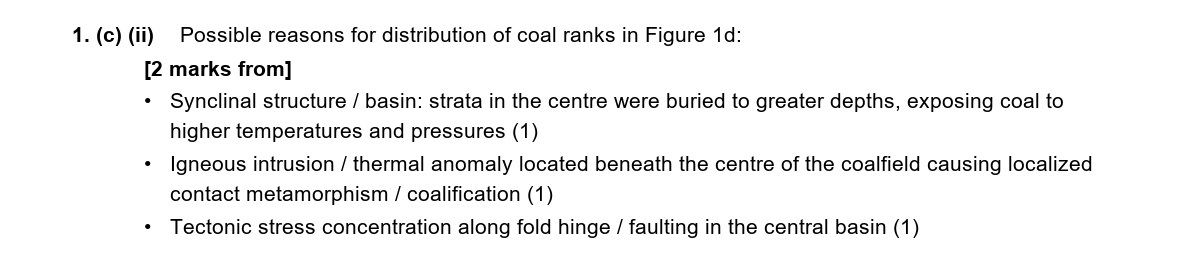 1. (c) (ii) Possible reasons for distribution of coal ranks in Figure 1d:
[2 marks from]
• Synclinal structure / basin: strata in the centre were buried to greater depths, exposing coal to
higher temperatures and pressures (1)
• Igneous intrusion / thermal anomaly located beneath the centre of the coalfield causing localized
contact metamorphism / coalification (1)
• Tectonic stress concentration along fold hinge / faulting in the central basin (1)